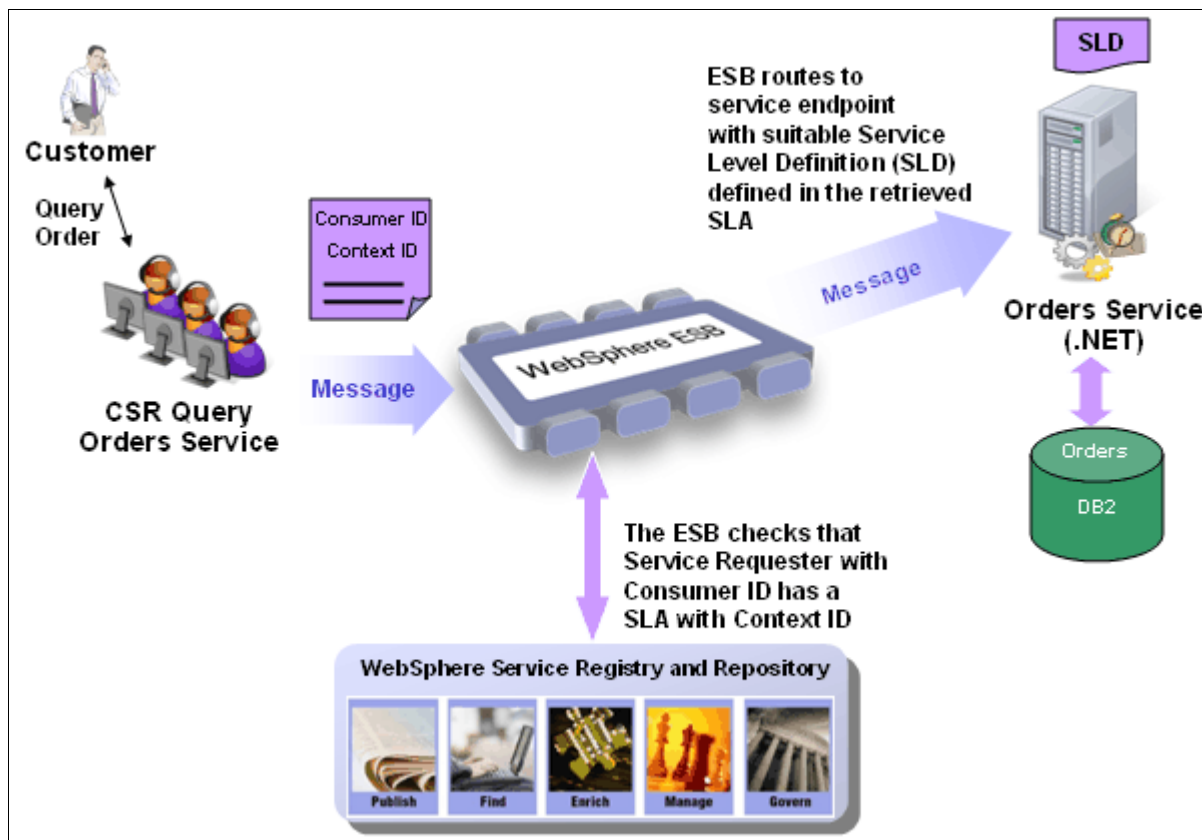 Customer
Query
Order
CSR Query
Orders Service
Consumer ID
Context ID
Message
WebSphere ESB
ESB routes to
service endpoint
with suitable Service
Level Definition (SLD)
defined in the retrieved
SLA
Message
SLD
Orders Service
(.NET)
Orders
DB2
The ESB checks that
Service Requester with
Consumer ID has a
SLA with Context ID
WebSphere Service Registry and Repository
Publish
Find
Enrich
Manage
Govern